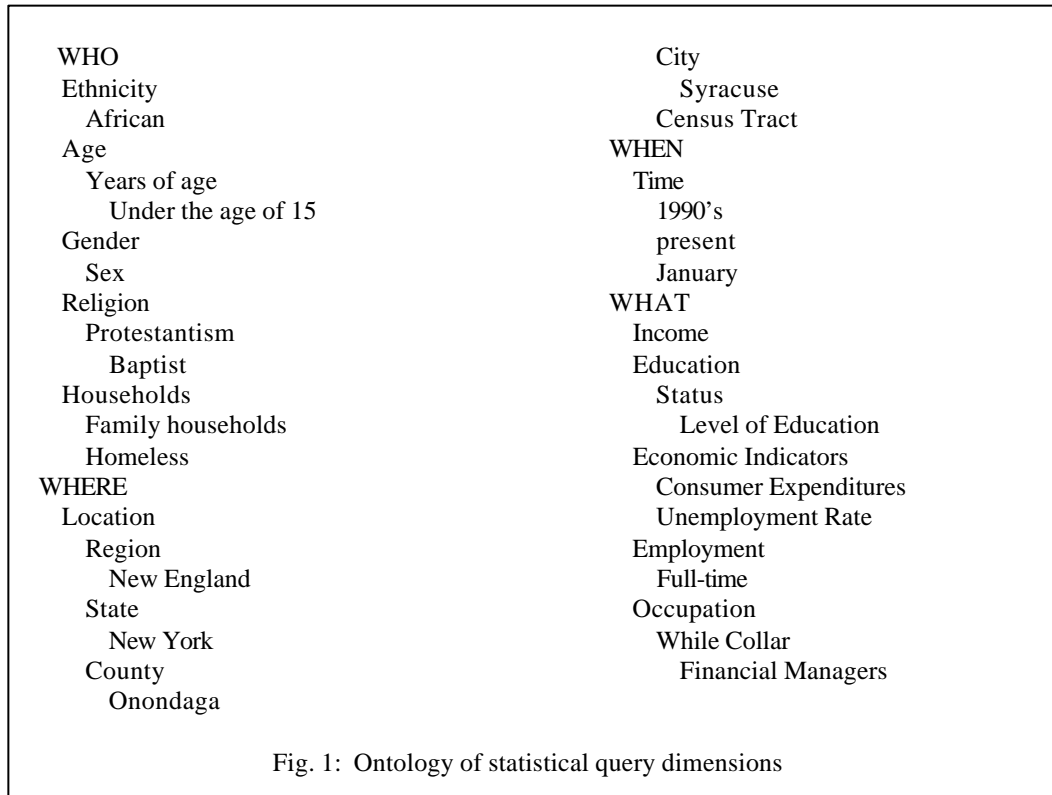 WHO
Ethnicity
African
Age
Years of age
Under the age of 15
Gender
Sex
Religion
Protestantism
Baptist
Households
Family households
Homeless
WHERE
Location
Region
New England
State
New York
County
Onondaga
City
Syracuse
Census Tract
WHEN
Time
1990’s
present
January
WHAT
Income
Education
Status
Level of Education
Economic Indicators
Consumer Expenditures
Unemployment Rate
Employment
Full-time
Occupation
While Collar
Financial Managers
Fig. 1: Ontology of statistical query dimensions